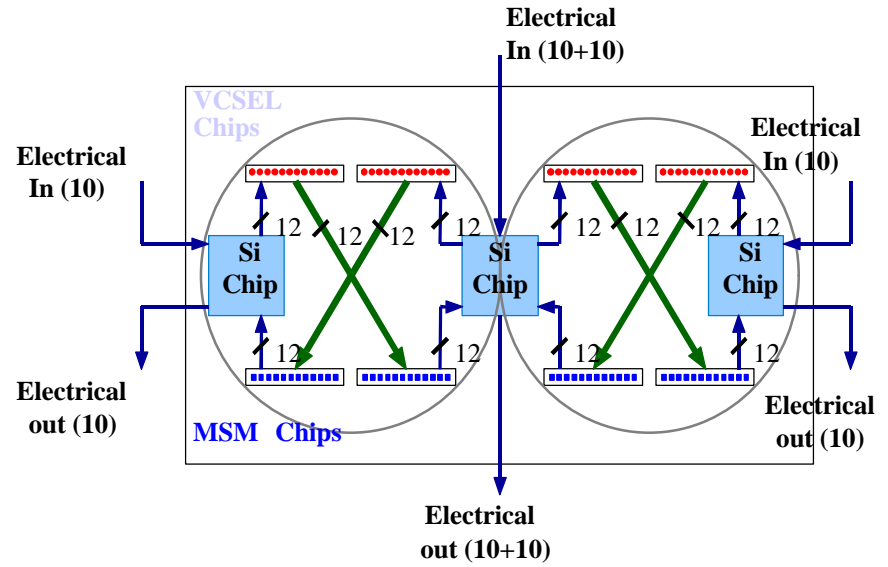 Electrical
In (10+10)
VCSEL
Chips
Electrical
In (10)
Electrical
In (10)
12
12
12
12
12
12
12
12
Si
Chip
Si
Chip
Si
Chip
12
12
12
12
Electrical
out (10)
MSM Chips
Electrical
out (10)
Electrical
out (10+10)